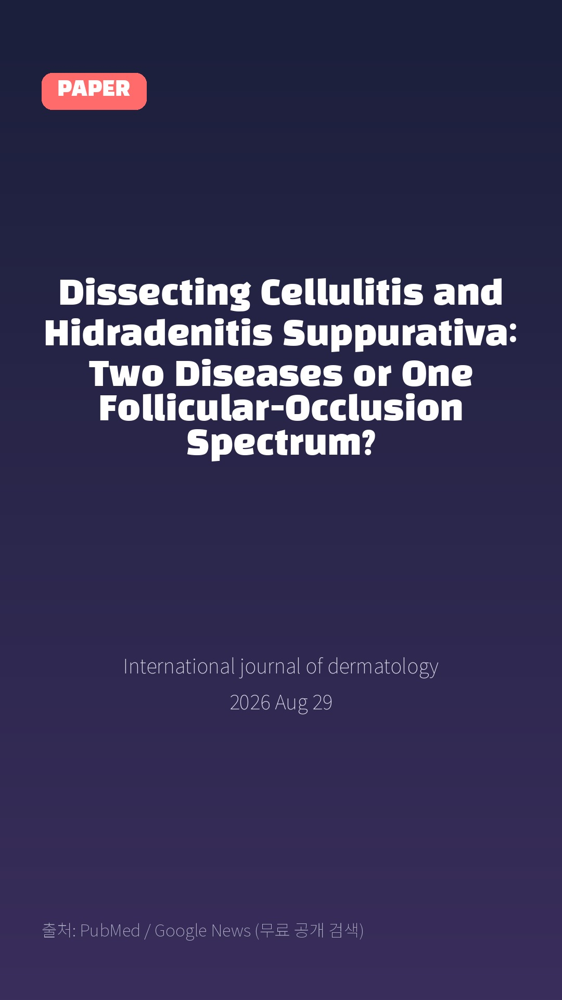 PAPER
Dissecting Cellulitis and
Hidradenitis Suppurativa:
Two Diseases or One
Follicular-Occlusion
Spectrum?
International journal of dermatology
2026 Aug 29
출처: PubMed / Google News (무료 공개 검색)